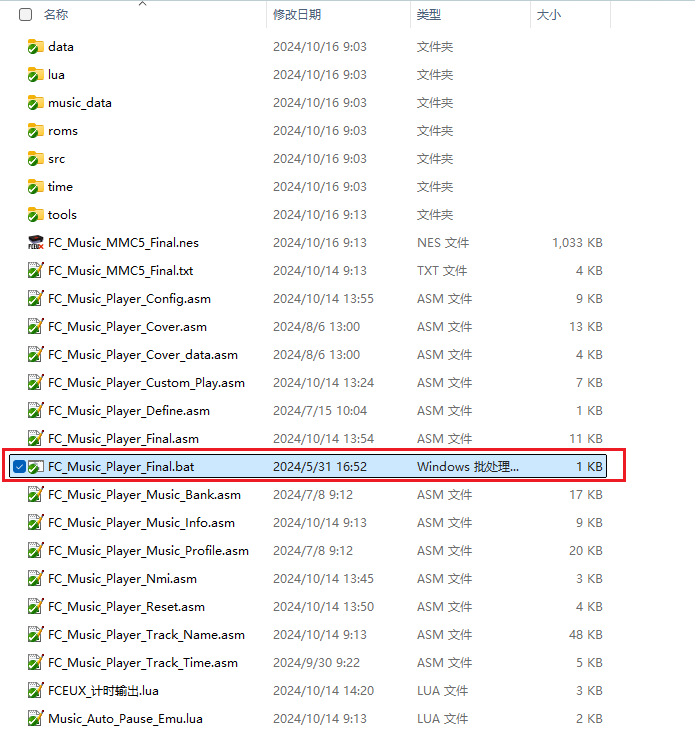 名称 修改日期 类型 大小
data 2024/10/16 9:03 文件夹
lua 2024/10/16 9:03 文件夹
music_data 2024/10/16 9:03 文件夹
roms 2024/10/16 9:03 文件夹
src 2024/10/16 9:03 文件夹
time 2024/10/16 9:03 文件夹
tools 2024/10/16 9:03 文件夹
FC_Music_MMC5_Final.nes 2024/10/16 9:13 NES 文件 1,033 KB
FC_Music_MMC5_Final.txt 2024/10/14 9:13 TXT 文件 4 KB
FC_Music_Player_Config.asm 2024/10/14 13:55 ASM 文件 9 KB
FC_Music_Player_Cover.asm 2024/8/6 13:00 ASM 文件 13 KB
FC_Music_Player_Cover_data.asm 2024/8/6 13:00 ASM 文件 4 KB
FC_Music_Player_Custom_Play.asm 2024/10/14 13:24 ASM 文件 7 KB
FC_Music_Player_Define.asm 2024/7/15 10:04 ASM 文件 1 KB
FC_Music_Player_Final.asm 2024/10/14 13:54 ASM 文件 11 KB
FC_Music_Player_Final.bat 2024/5/31 16:52 Windows 批处理... 1 KB
FC_Music_Player_Music_Bank.asm 2024/7/8 9:12 ASM 文件 17 KB
FC_Music_Player_Music_Info.asm 2024/10/14 9:13 ASM 文件 9 KB
FC_Music_Player_Music_Profile.asm 2024/7/8 9:12 ASM 文件 20 KB
FC_Music_Player_Nmi.asm 2024/10/14 13:45 ASM 文件 3 KB
FC_Music_Player_Reset.asm 2024/10/14 13:50 ASM 文件 4 KB
FC_Music_Player_Track_Name.asm 2024/10/14 9:13 ASM 文件 48 KB
FC_Music_Player_Track_Time.asm 2024/9/30 9:22 ASM 文件 5 KB
FCEUX_计时输出.lua 2024/10/14 14:20 LUA 文件 3 KB
Music_Auto_Pause_Emu.lua 2024/10/14 9:13 LUA 文件 2 KB